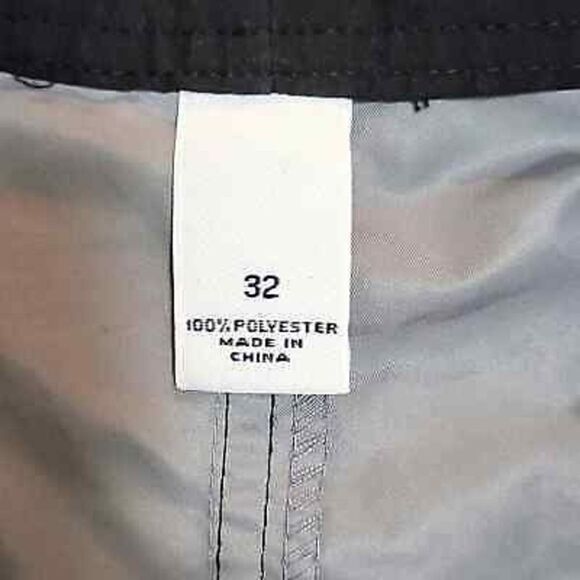 32
100% POLYESTER
MADE IN
CHINA